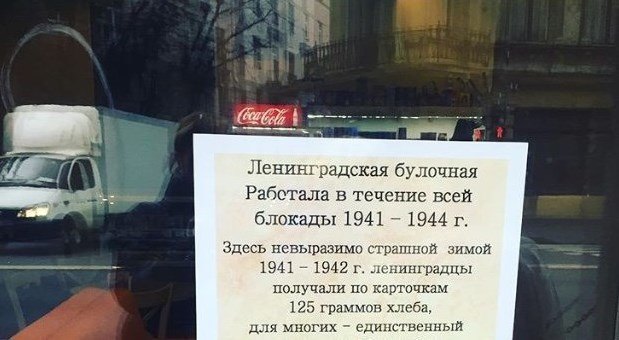 Coca-Cola
Ленинградская булочная
Работала в течение всей
блокады 1941 – 1944 г.
Здесь невыразимо страшной зимой
1941 – 1942 г. ленинградцы
получали по карточкам
125 граммов хлеба,
для многих – единственный